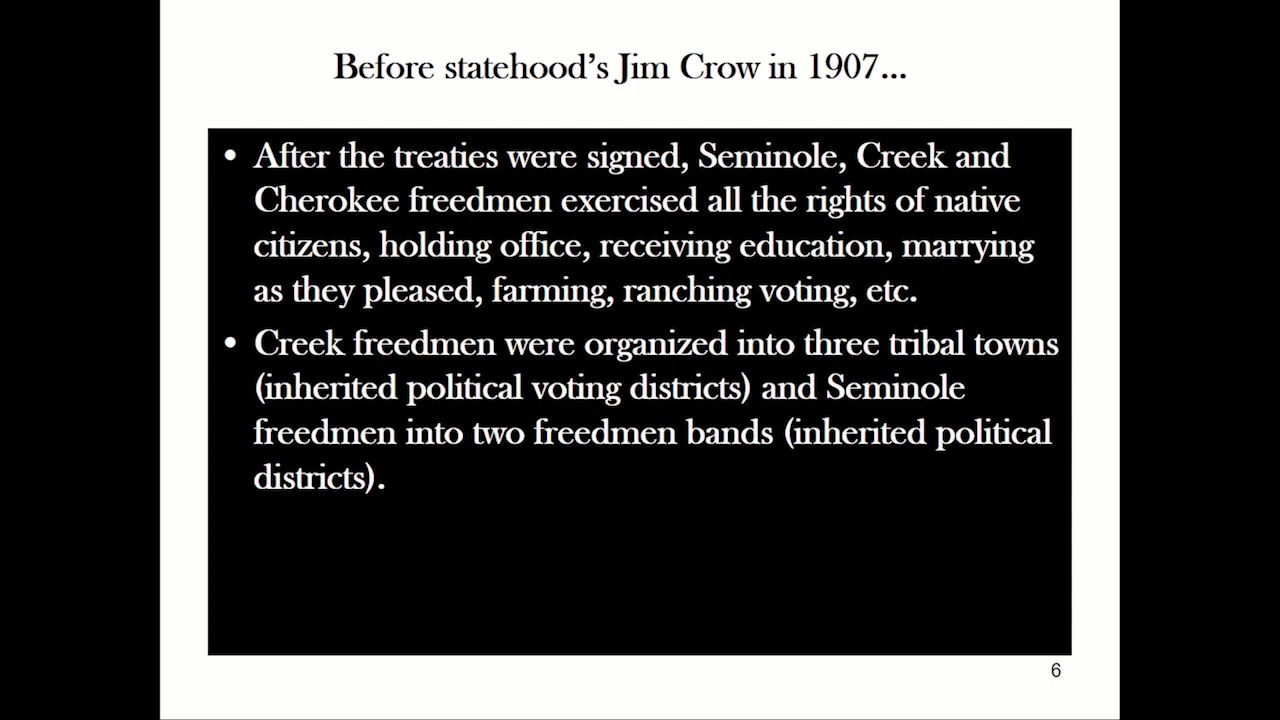 Before statehood’s Jim Crow in 1907...
• After the treaties were signed, Seminole, Creek and
Cherokee freedmen exercised all the rights of native
citizens, holding office, receiving education, marrying
as they pleased, farming, ranching voting, etc.
• Creek freedmen were organized into three tribal towns
(inherited political voting districts) and Seminole
freedmen into two freedmen bands (inherited political
districts).
6